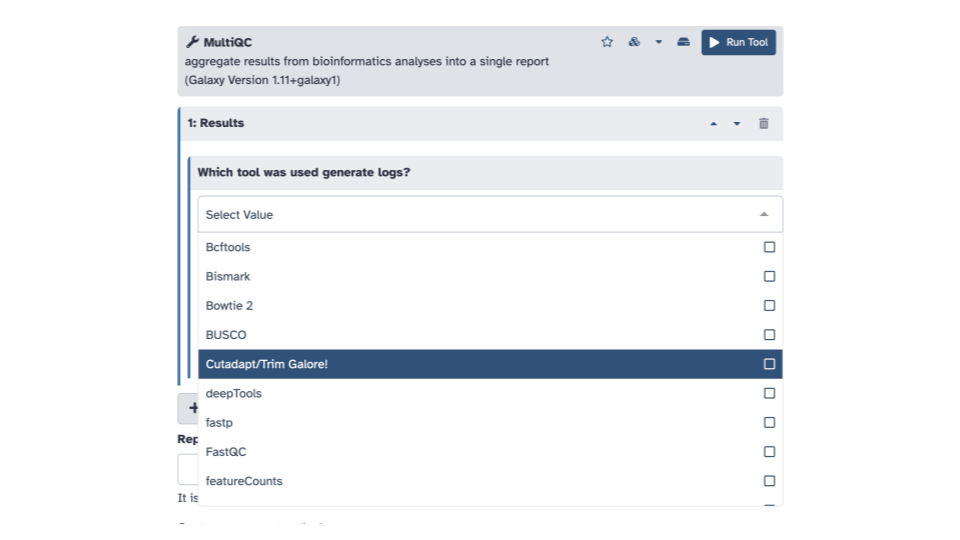 MultiQC
Run Tool
aggregate results from bioinformatics analyses into a single report
(Galaxy Version 1.11+galaxy1)
1: Results
Which tool was used generate logs?
Select Value
Bcftools
Bismark
Bowtie 2
BUSCO
Cutadapt/Trim Galore!
deepTools
fastp
FastQC
featureCounts
Rep
It is